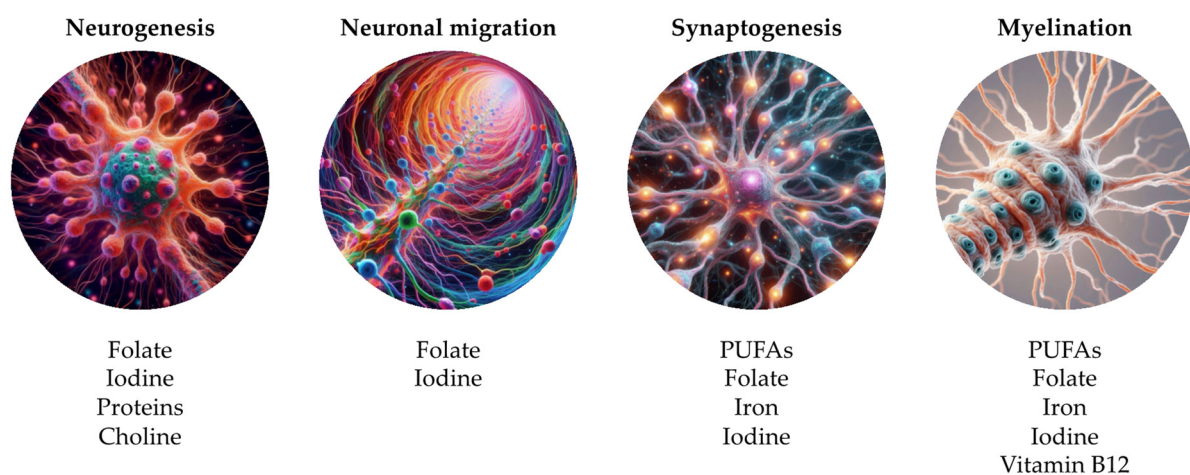 Neurogenesis
Folate
Iodine
Proteins
Choline
Neuronal migration
Folate
Iodine
Synaptogenesis
PUFAs
Folate
Iron
Iodine
Myelination
PUFAs
Folate
Iron
Iodine
Vitamin B12